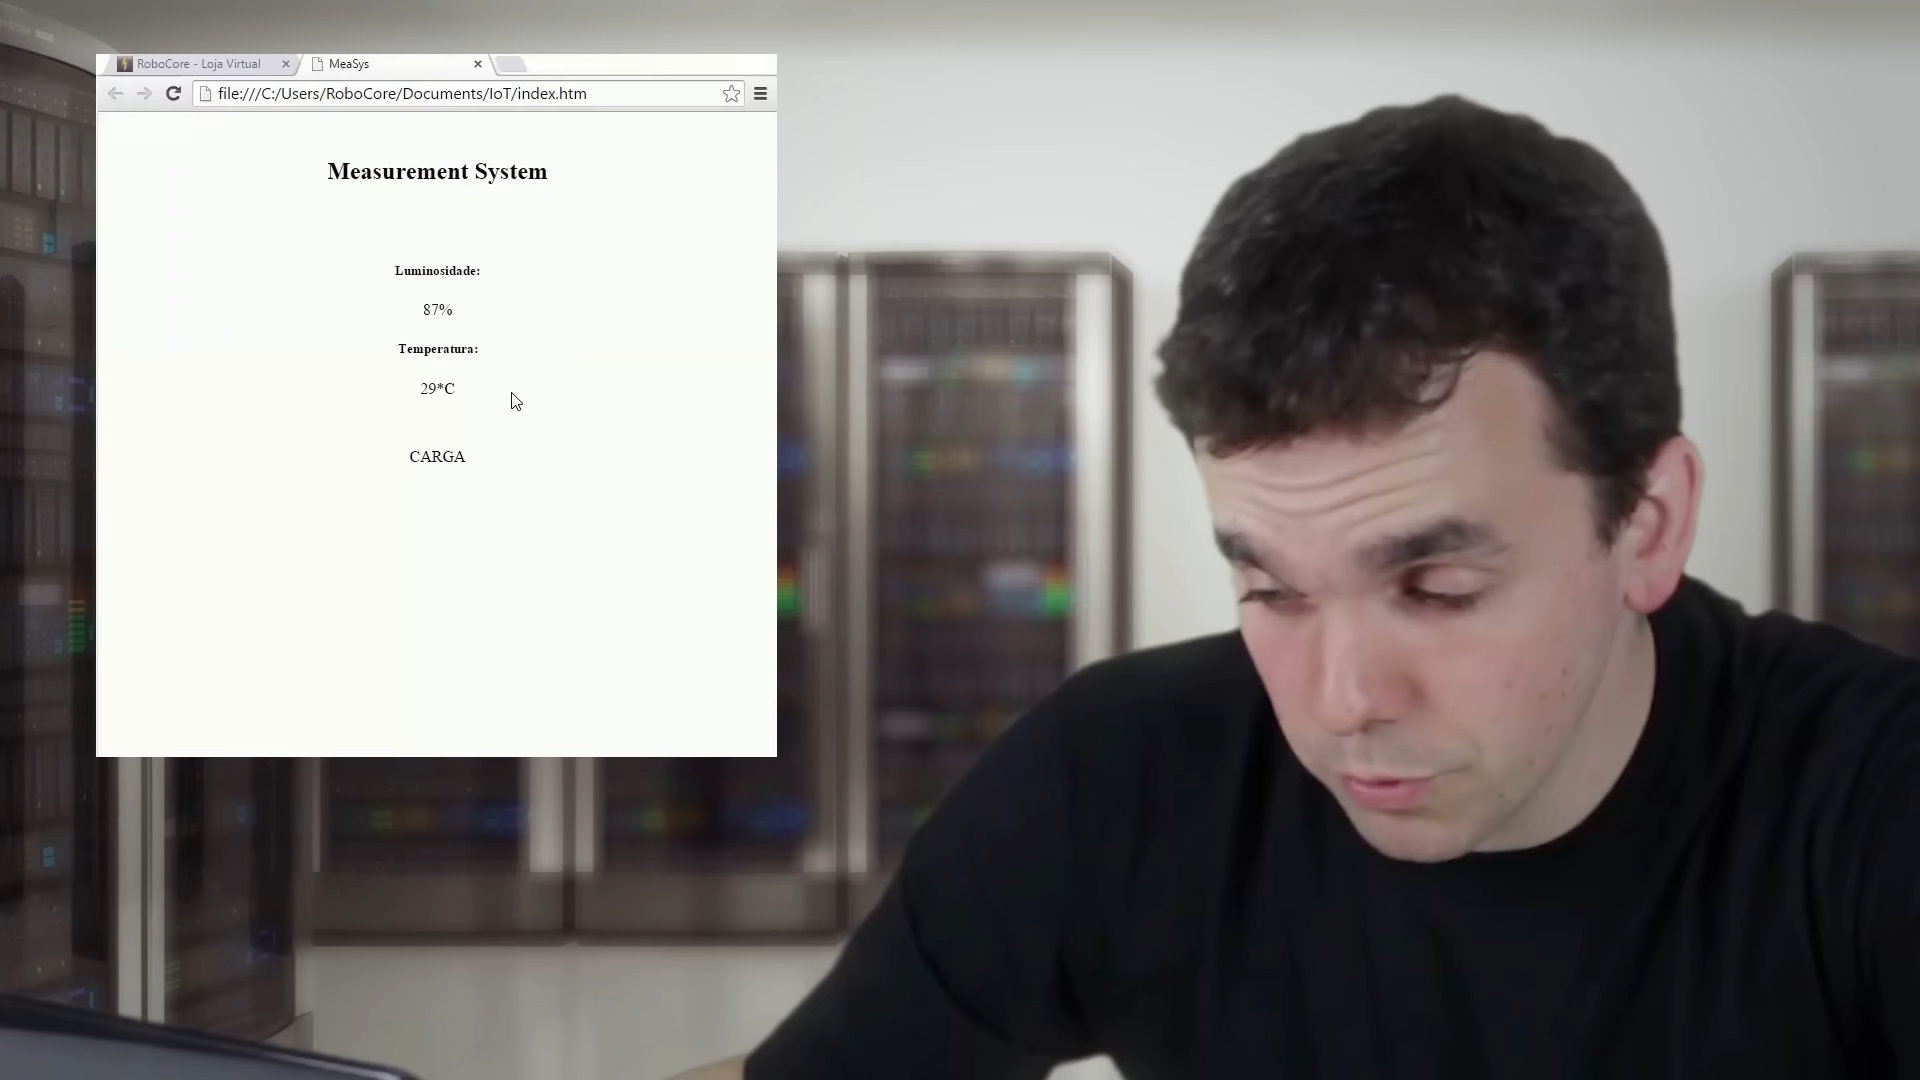 RoboCore - Loja Virtual
MeaSys
file:///C:/Users/RoboCore/Documents/IoT/index.htm
Measurement System
Luminosidade:
87%
Temperatura:
29*C
CARGA